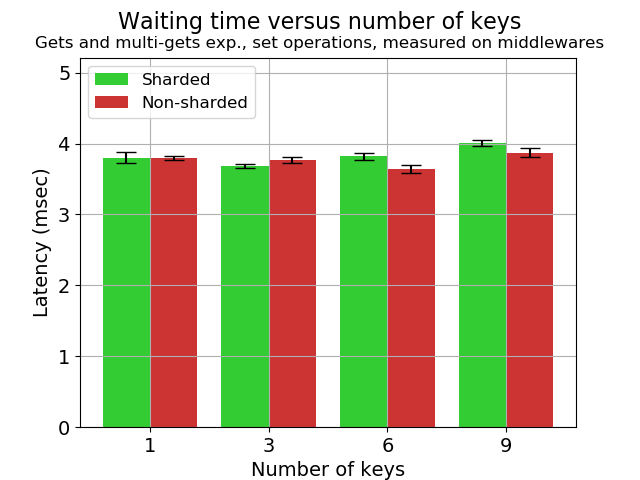 Waiting time versus number of keys
Gets and multi-gets exp., set operations, measured on middlewares
Sharded
Non-sharded
Latency (msec)
5
4
3
2
1
0
1 3 6 9
Number of keys